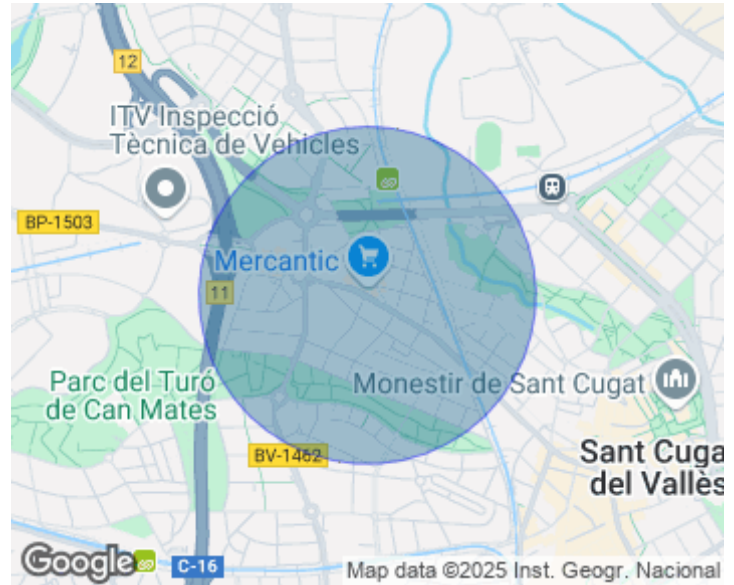 12
ITV Inspecció
Tècnica de Vehicles
BP-1503
Mercantic
11
Parc del Turó
de Can Mates
Monestir de Sant Cugat
BV-1462
Sant Cuga
del Vallès
Google
C-16
Map data ©2025 Inst. Geogr. Nacional